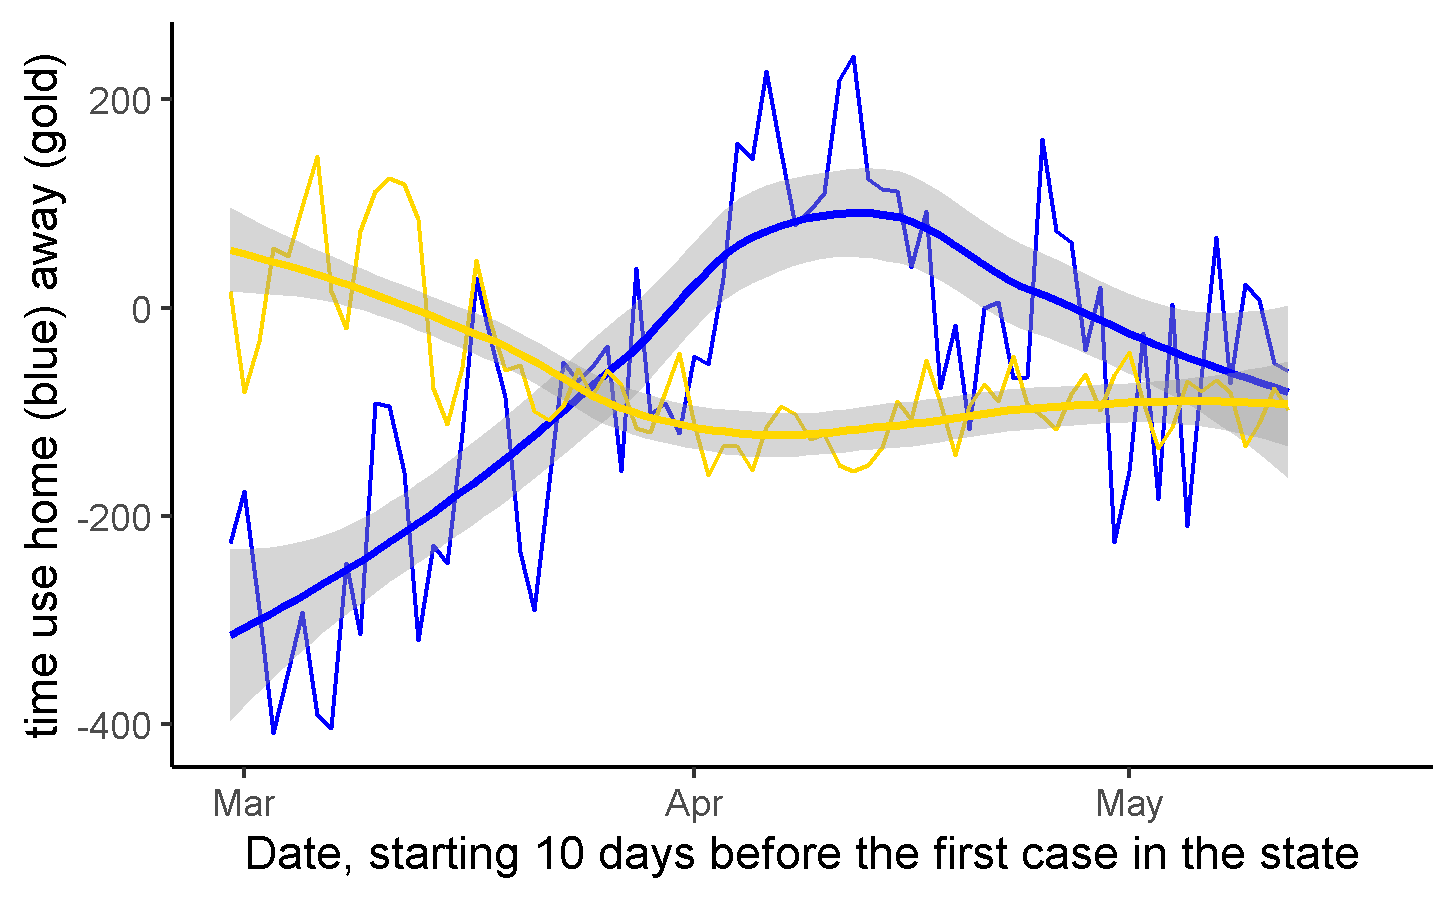 time use home (blue) away (gold)
200
0
-200
-400
Mar
Apr
May
Date, starting 10 days before the first case in the state